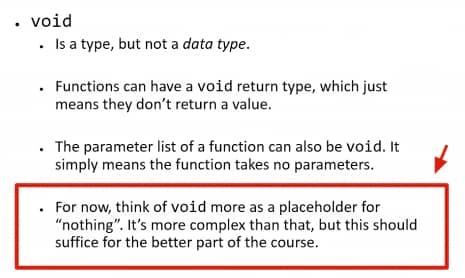 • void
• Is a type, but not a data type.
• Functions can have a void return type, which just
means they don’t return a value.
• The parameter list of a function can also be void. It
simply means the function takes no parameters.
• For now, think of void more as a placeholder for
“nothing”. It’s more complex than that, but this should
suffice for the better part of the course.